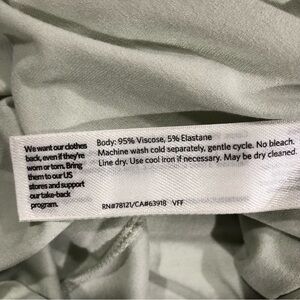 We want our clothes
back, even if they're
worn or torn. Bring
them to our US
stores and support
our take-back
program.
Body: 95% Viscose, 5% Elastane
Machine wash cold separately, gentle cycle. No bleach.
Line dry. Use cool iron if necessary. May be dry cleaned.
RN#78121/CA#63918 VFF